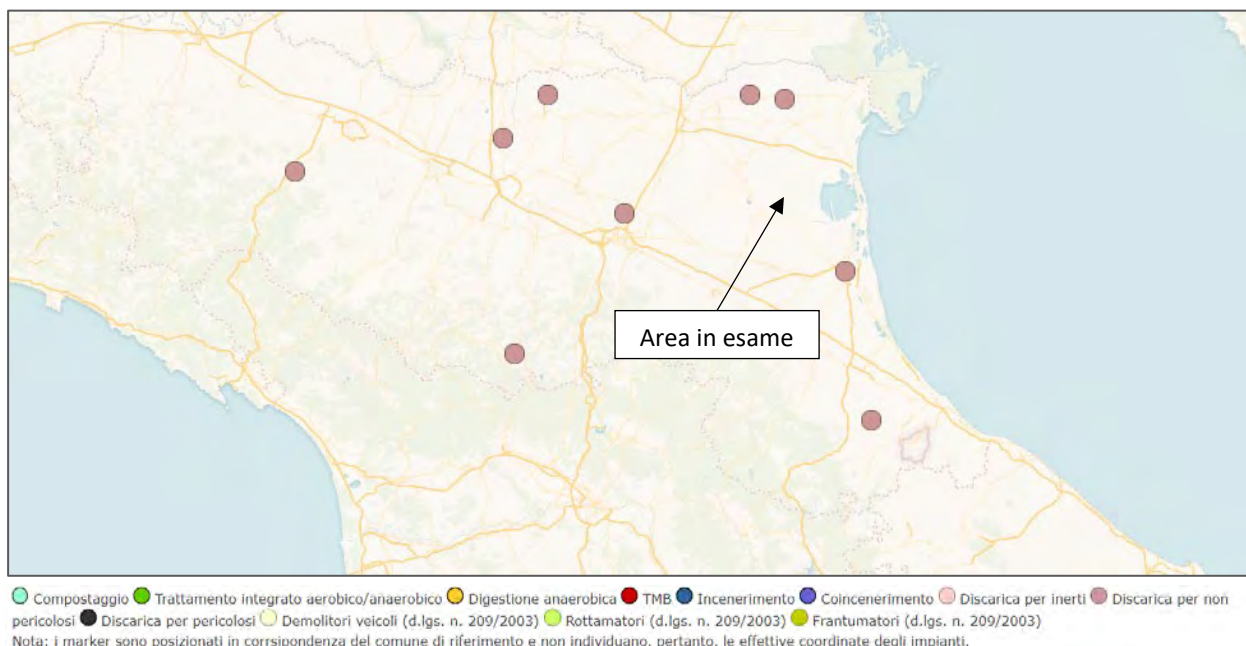 Area in esame
Compostaggio Trattamento integrato aerobico/anaerobico Digestione anaerobica TMB Incenerimento Coincenerimento Discarica per inerti Discarica per non
pericolosi Discarica per pericolosi Demolitori veicoli (d.lgs. n. 209/2003) Rottamatori (d.lgs. n. 209/2003) Frantumatori (d.lgs. n. 209/2003)
Nota: i marker sono posizionati in corrsipondenza del comune di riferimento e non individuano, pertanto, le effettive coordinate degli impianti.